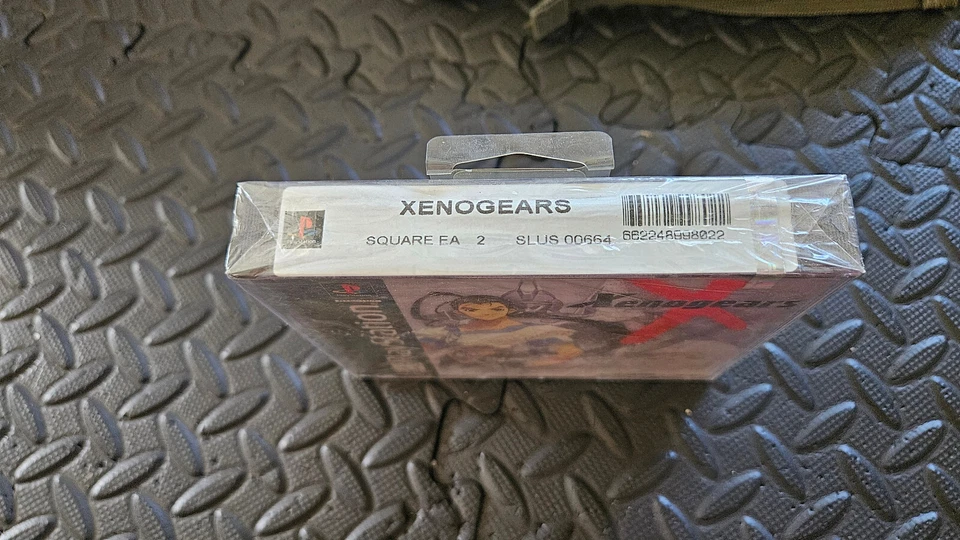 XENOGEARS
SQUARE EA 2 SLUS 00664 662248998022
PlayStation
Xenogears